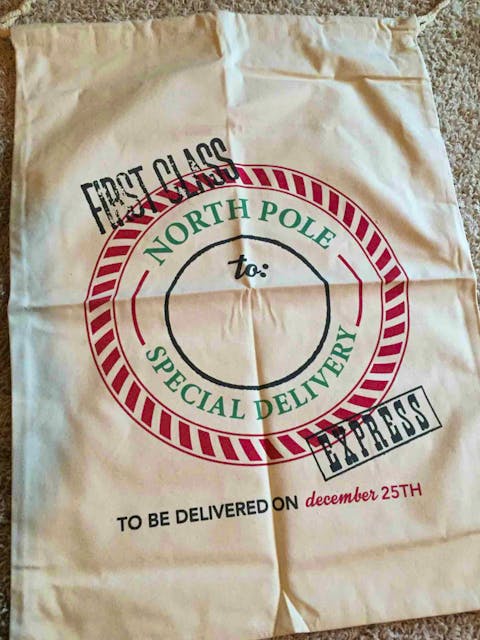 FIRST CLASS
NORTH POLE
to:
SPECIAL DELIVERY
EXPRESS
TO BE DELIVERED ON december 25TH